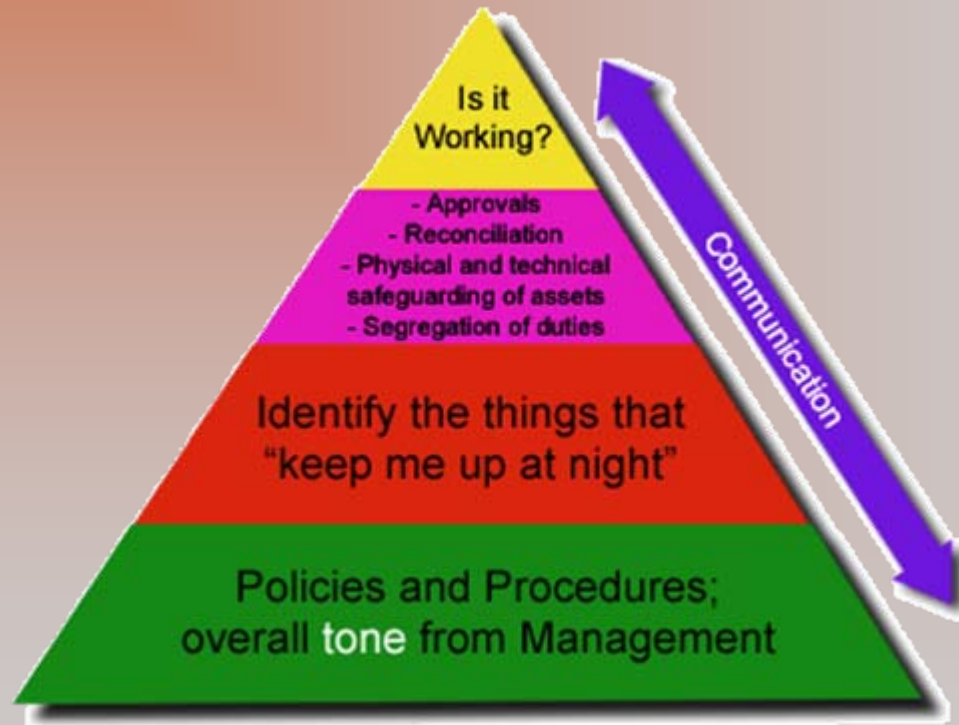 Is it
Working?
- Approvals
- Reconciliation
- Physical and technical
safeguarding of assets
- Segregation of duties
Identify the things that
“keep me up at night”
Policies and Procedures;
overall tone from Management
Communication